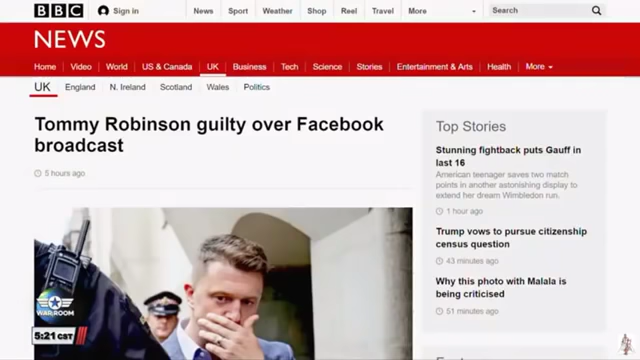 BBC Sign in News Sport Weather Shop Reel Travel More Search
NEWS
Home Video World US & Canada UK Business Tech Science Stories Entertainment & Arts Health More
UK England N. Ireland Scotland Wales Politics
Tommy Robinson guilty over Facebook
broadcast
5 hours ago
Top Stories
Stunning fightback puts Gauff in
last 16
American teenager saves two match
points in another astonishing display to
extend her dream Wimbledon run.
1 hour ago
Trump vows to pursue citizenship
census question
43 minutes ago
Why this photo with Malala is
being criticised
51 minutes ago
WAR ROOM
5:21 CST